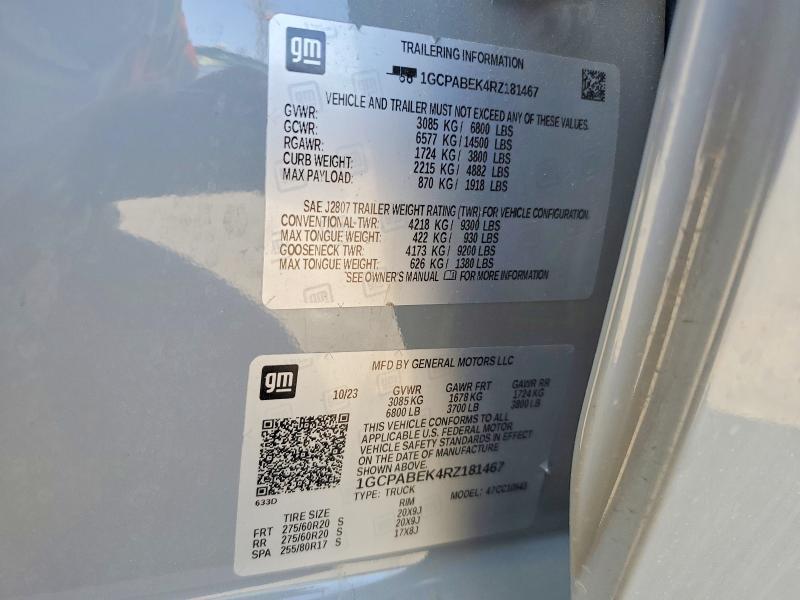 gm
TRAILERING INFORMATION
1GCPABEK4RZ181467
VEHICLE AND TRAILER MUST NOT EXCEED ANY OF THESE VALUES.
GVWR: 3085 KG / 6800 LBS
GCWR: 6577 KG / 14500 LBS
RGAWR: 1724 KG / 3800 LBS
CURB WEIGHT: 2215 KG / 4882 LBS
MAX PAYLOAD: 870 KG / 1918 LBS
SAE J2807 TRAILER WEIGHT RATING (TWR) FOR VEHICLE CONFIGURATION.
CONVENTIONAL TWR: 4218 KG / 9300 LBS
MAX TONGUE WEIGHT: 422 KG / 930 LBS
GOOSENECK TWR: 4173 KG / 9200 LBS
MAX TONGUE WEIGHT: 626 KG / 1380 LBS
SEE OWNER'S MANUAL FOR MORE INFORMATION
gm
MFD BY GENERAL MOTORS LLC
10/23 GVWR GAWR FRT GAWR RR
3085 KG 1678 KG 1724 KG
6800 LB 3700 LB 3800 LB
THIS VEHICLE CONFORMS TO ALL
APPLICABLE U.S. FEDERAL MOTOR
VEHICLE SAFETY STANDARDS IN EFFECT
ON THE DATE OF MANUFACTURE
SHOWN ABOVE.
1GCPABEK4RZ181467
633D
TYPE: TRUCK MODEL:
TIRE SIZE RIM
FRT 275/60R20 S 20X9J
RR 275/60R20 S 20X9J
SPA 255/80R17 S 17X8J